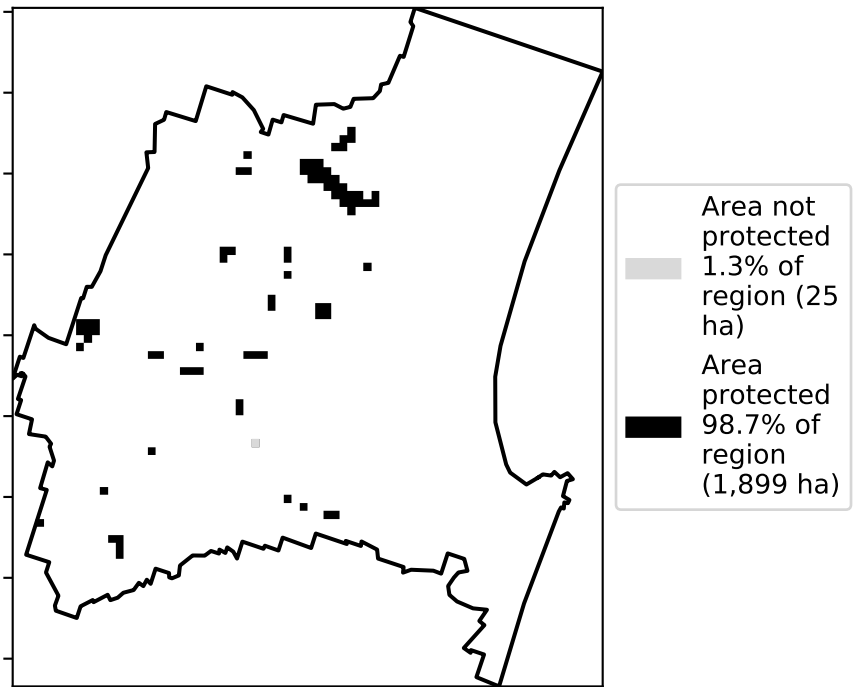 Area not
protected
1.3% of
region (25
ha)
Area
protected
98.7% of
region
(1,899 ha)